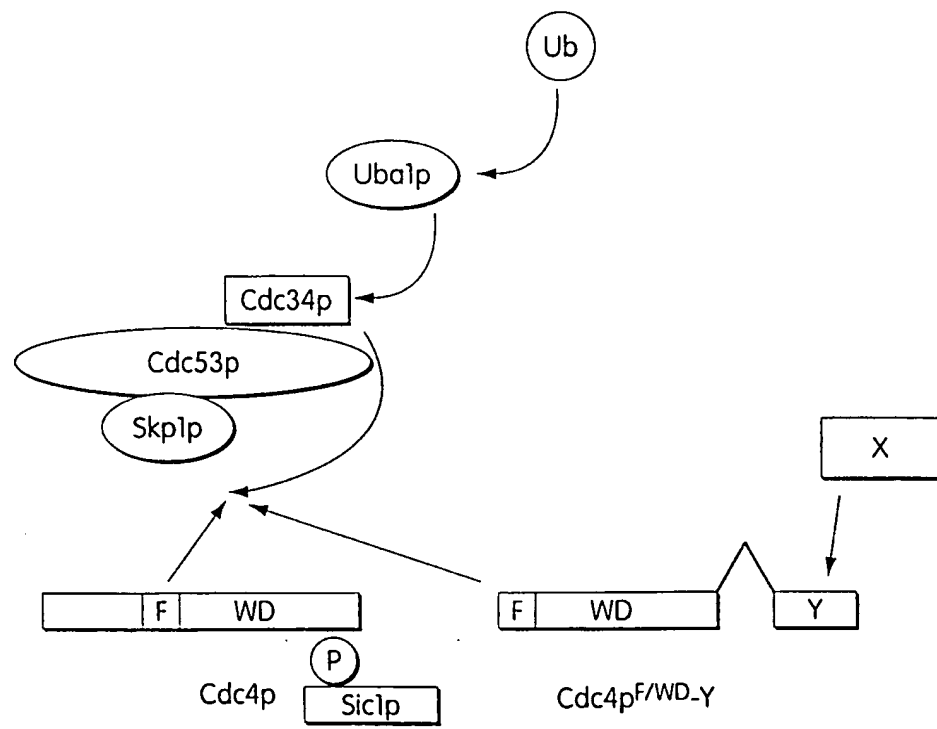 Ub
Uba1p
Cdc34p
Cdc53p
Skp1p
X
F WD
F WD
Y
P
Cdc4p
Sic1p
Cdc4pF/WD-Y